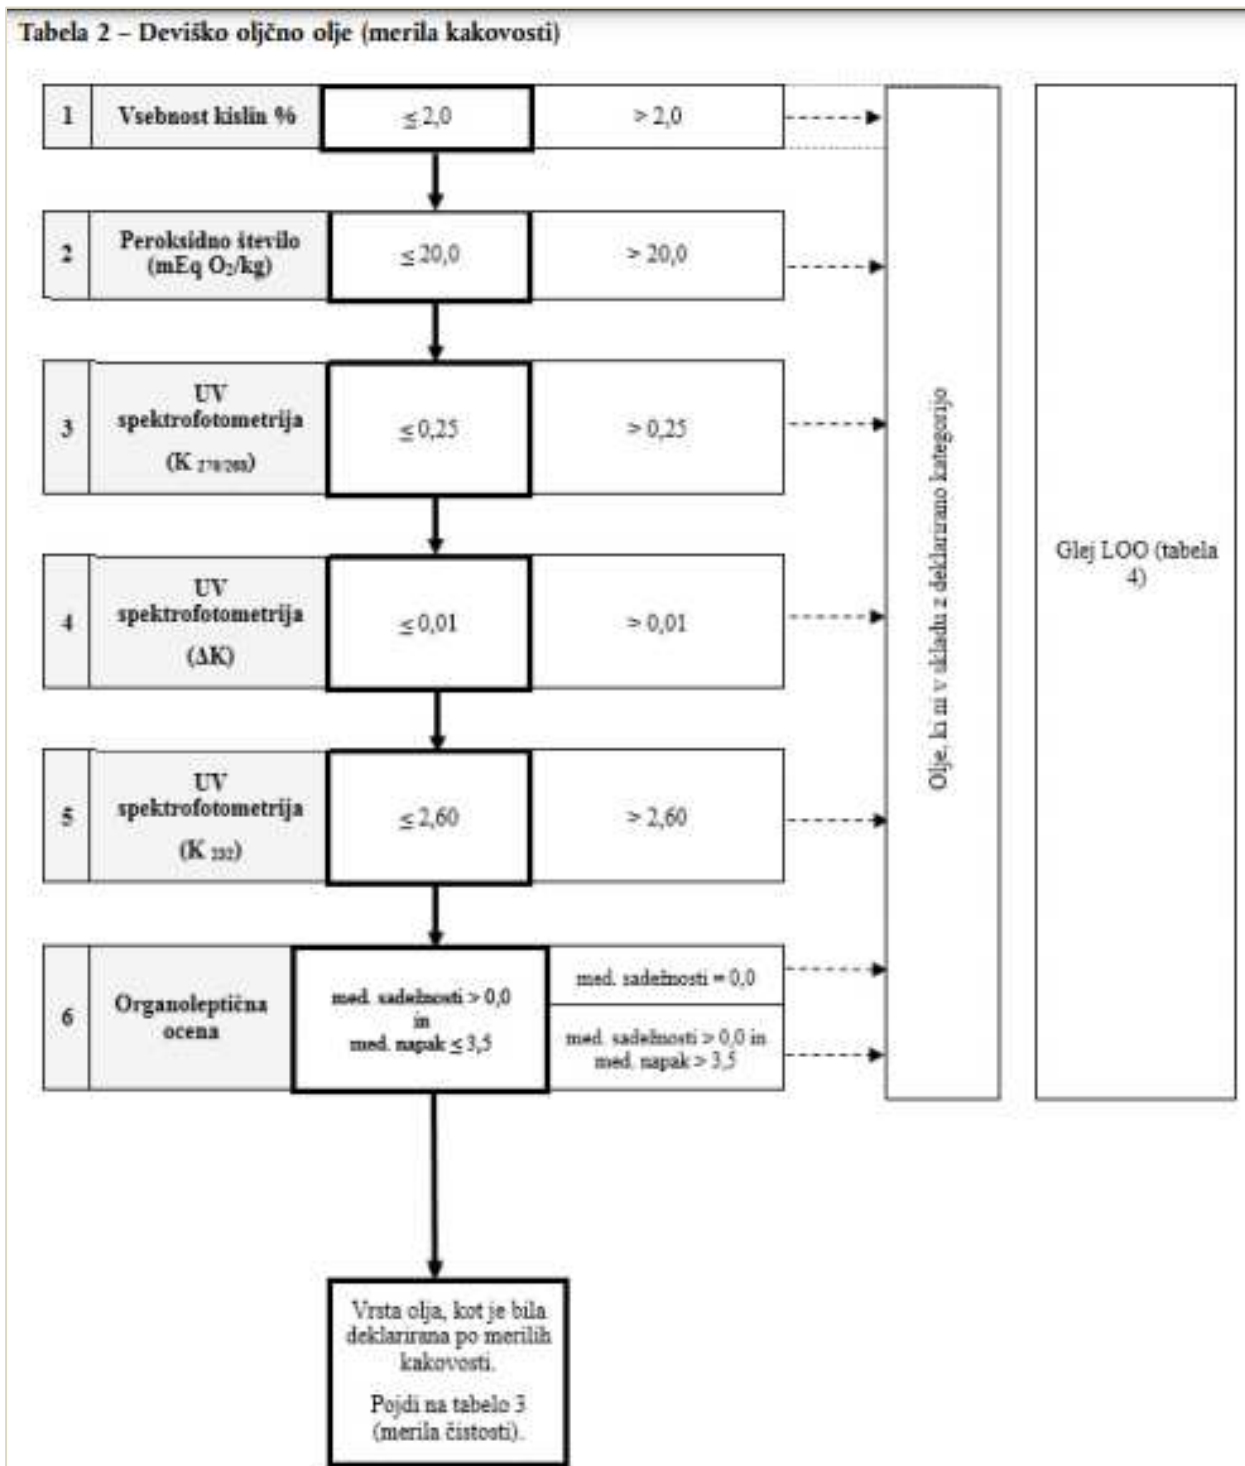 Tabela 2 – Deviško oljčno olje (merila kakovosti)
1 Vsebnost kislin % ≤ 2,0 > 2,0
2 Peroksidno število (mEq O₂/kg) ≤ 20,0 > 20,0
3 UV spektrofotometrija (K 270/268) ≤ 0,25 > 0,25
4 UV spektrofotometrija (ΔK) ≤ 0,01 > 0,01
5 UV spektrofotometrija (K 232) ≤ 2,60 > 2,60
6 Organoleptična ocena
med. sadežnosti > 0,0
in
med. napak ≤ 3,5
med. sadežnosti = 0,0
med. sadežnosti > 0,0 in
med. napak > 3,5
Olje, ki ni v skladu z deklarirano kategorijo
Glej LOO (tabela
4)
Vrsta olja, kot je bila
deklarirana po merilih
kakovosti.
Pojdi na tabelo 3
(merila čistosti).